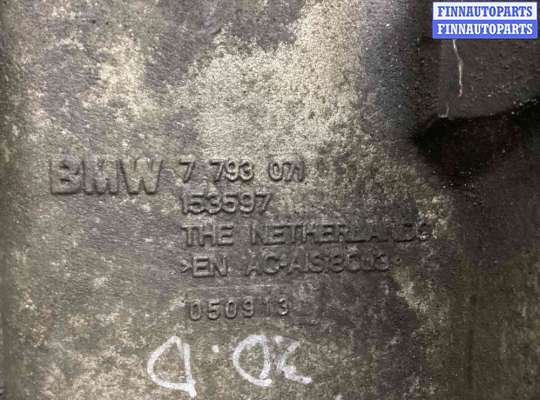 FINNAUTOPARTS
FINNAUTOPARTS
BMW 7 793 071
153597
THE NETHERLANDS
>EN AC-AlSi9Cu3<
050913